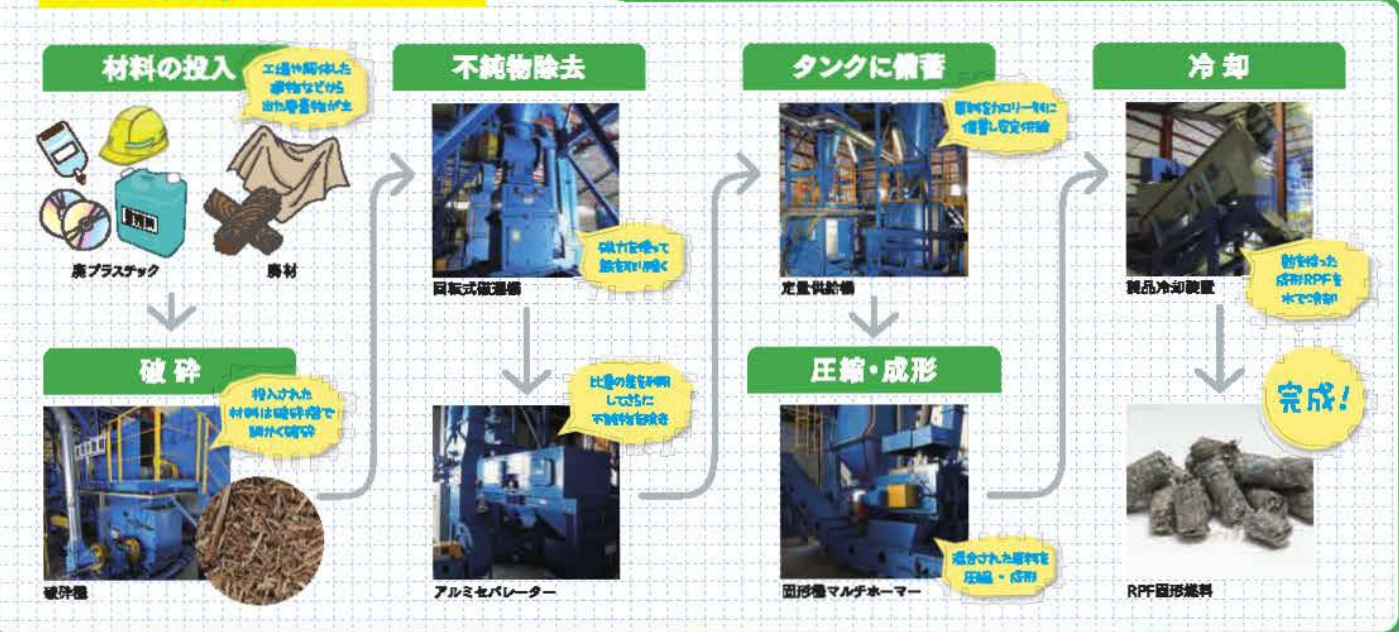 材料の投入
工場や解体した
建物などから
出た廃棄物が主
廃プラスチック
廃材
破砕
投入された
材料は破砕機で
細かく破砕
破砕機
不純物除去
磁力を使って
鉄を取り除く
回転式磁選機
比重の差を利用
してさらに
不純物を除去
アルミセパレーター
タンクに備蓄
原料をカロリー別に
備蓄し安定供給
定量供給機
圧縮・成形
混合された原料を
圧縮・成形
固形機マルチホーマー
冷却
熱を持った
成形RPFを
水で冷却
製品冷却装置
完成!
RPF固形燃料